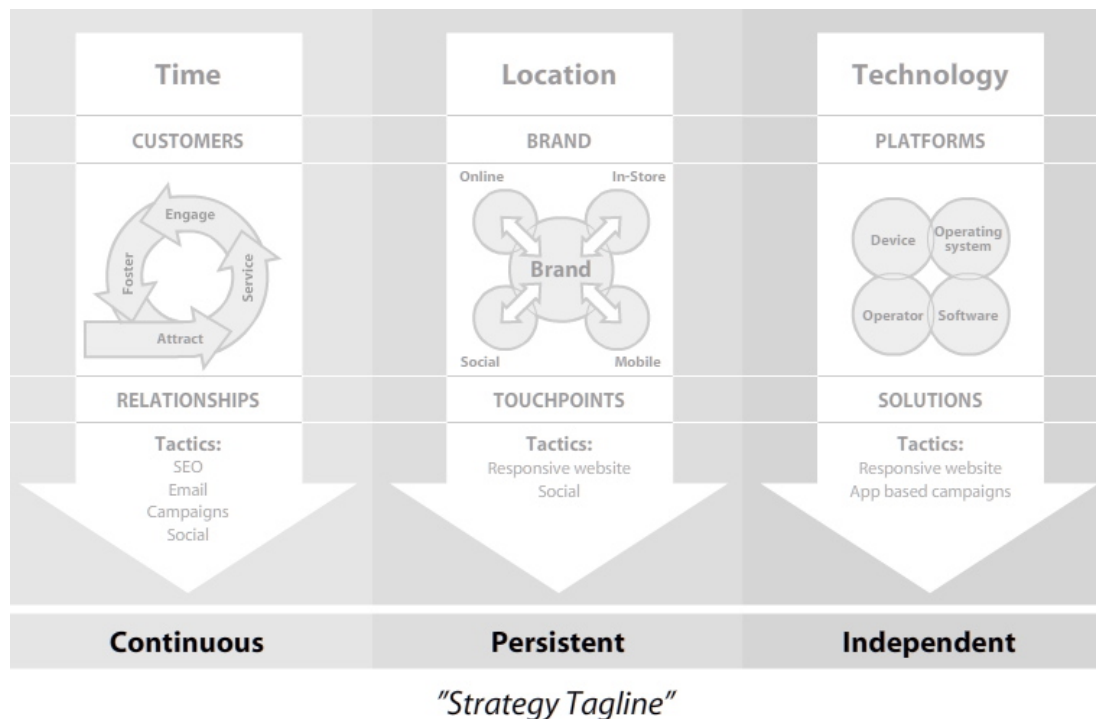 Time
Location
Technology
CUSTOMERS
BRAND
PLATFORMS
Engage
Foster
Service
Attract
Online
In-Store
Brand
Social
Mobile
Device
Operating
system
Operator
Software
RELATIONSHIPS
TOUCHPOINTS
SOLUTIONS
Tactics:
SEO
Email
Campaigns
Social
Tactics:
Responsive website
Social
Tactics:
Responsive website
App based campaigns
Continuous
Persistent
Independent
"Strategy Tagline"